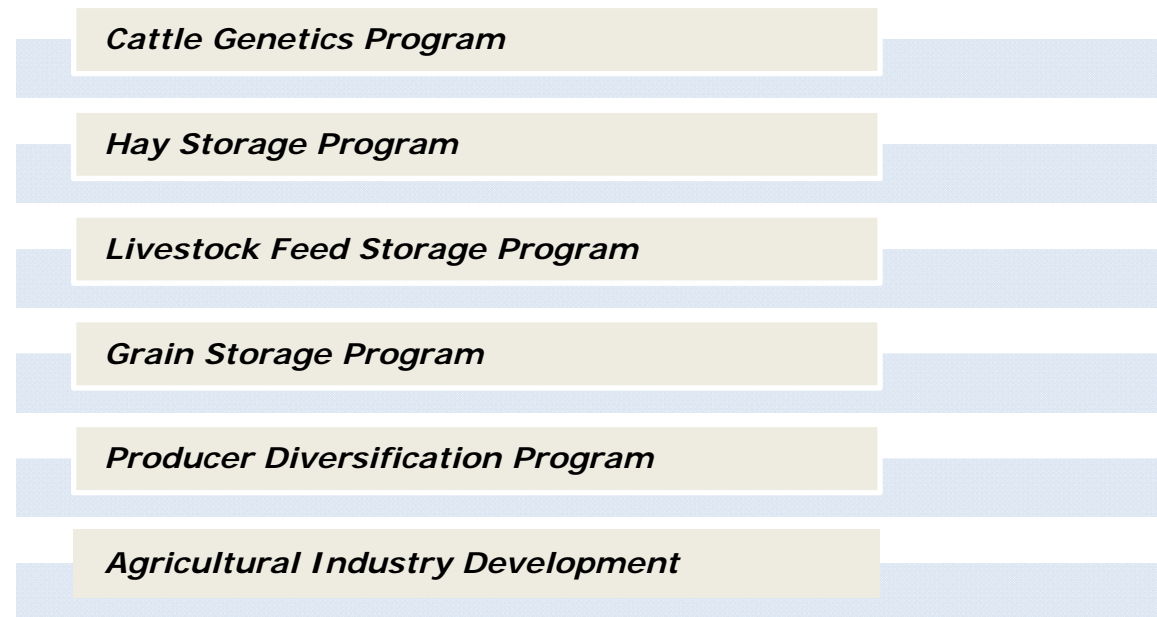 Cattle Genetics Program
Hay Storage Program
Livestock Feed Storage Program
Grain Storage Program
Producer Diversification Program
Agricultural Industry Development